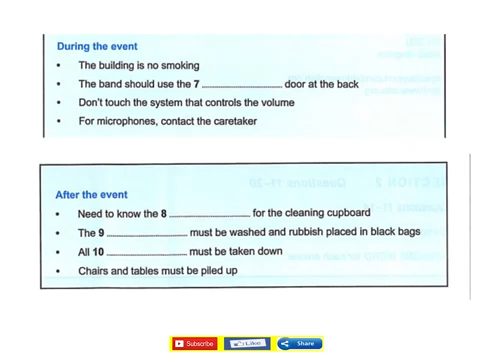 During the event
• The building is no smoking
• The band should use the 7 ........................ door at the back
• Don't touch the system that controls the volume
• For microphones, contact the caretaker
After the event
• Need to know the 8 ........................ for the cleaning cupboard
• The 9 ........................ must be washed and rubbish placed in black bags
• All 10 ........................ must be taken down
• Chairs and tables must be piled up
Subscribe Like Share